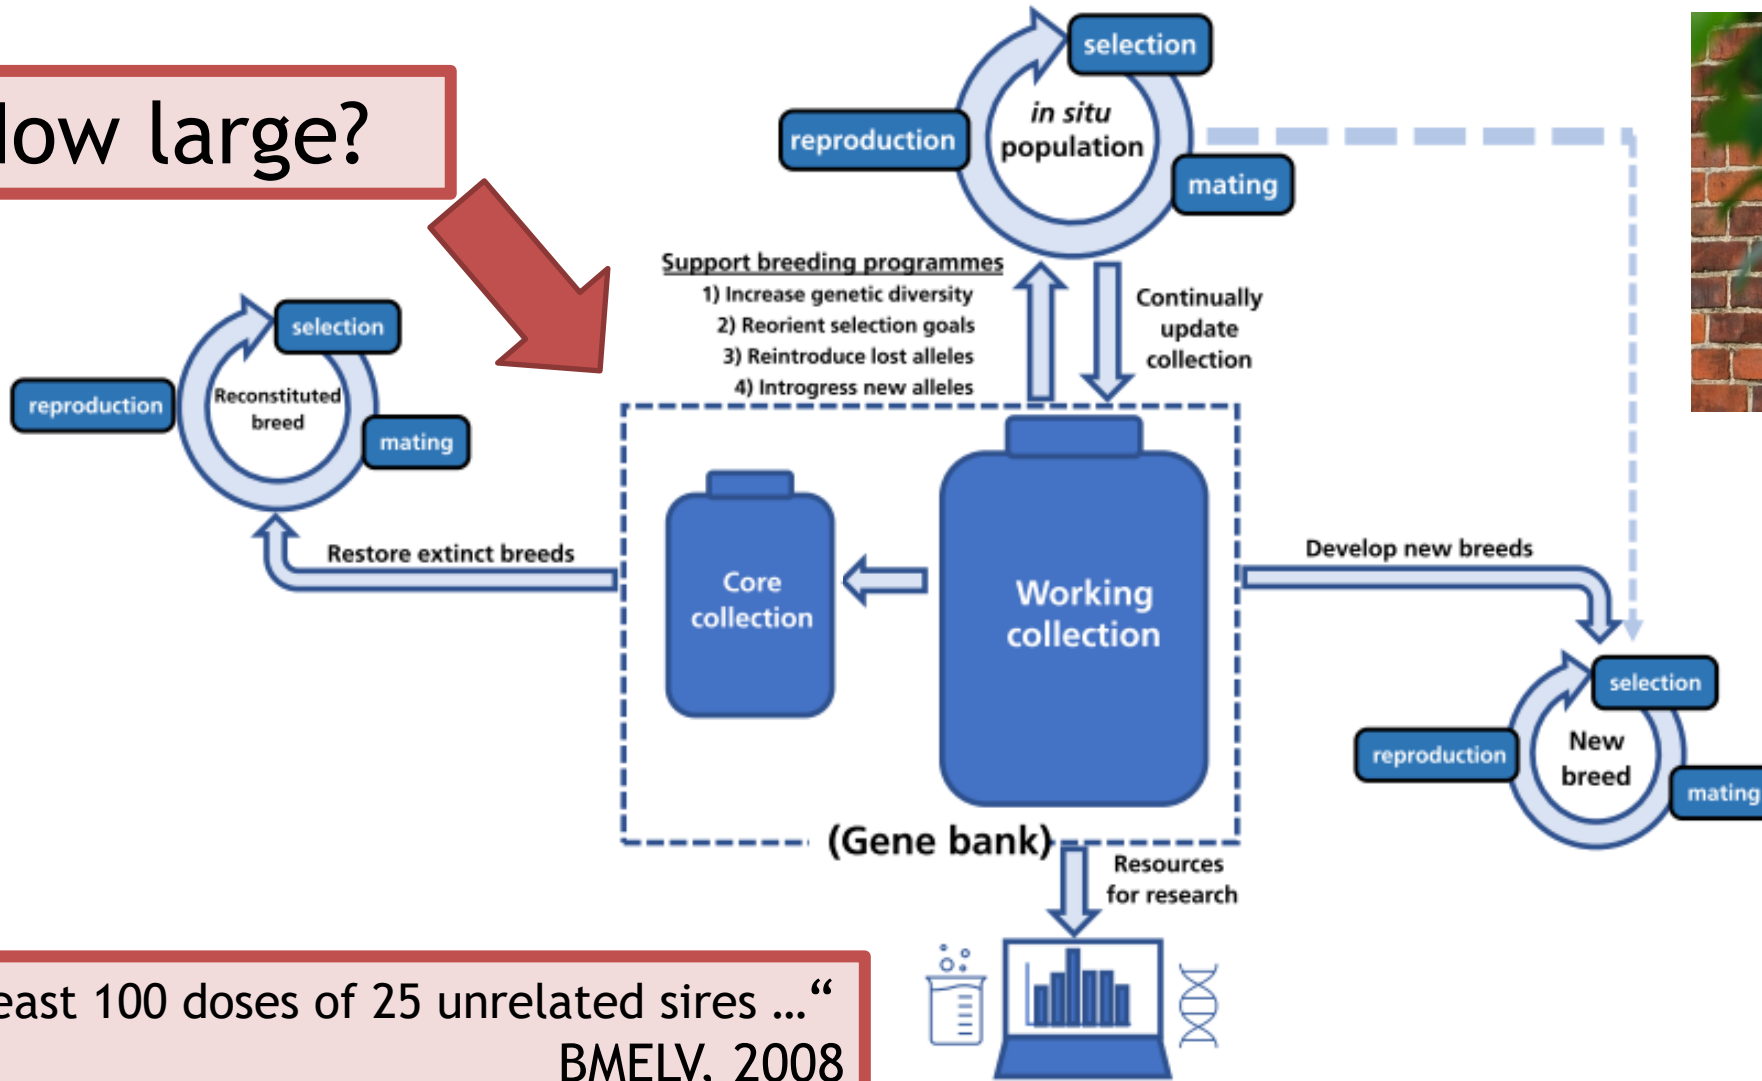 How large?
selection
in situ
population
reproduction
mating
Support breeding programmes
1) Increase genetic diversity
2) Reorient selection goals
3) Reintroduce lost alleles
4) Introgress new alleles
Continually
update
collection
selection
Reconstituted
breed
reproduction
mating
Restore extinct breeds
Core
collection
Working
collection
Develop new breeds
selection
New
breed
reproduction
mating
(Gene bank)
Resources
for research
east 100 doses of 25 unrelated sires …“
BMELV, 2008